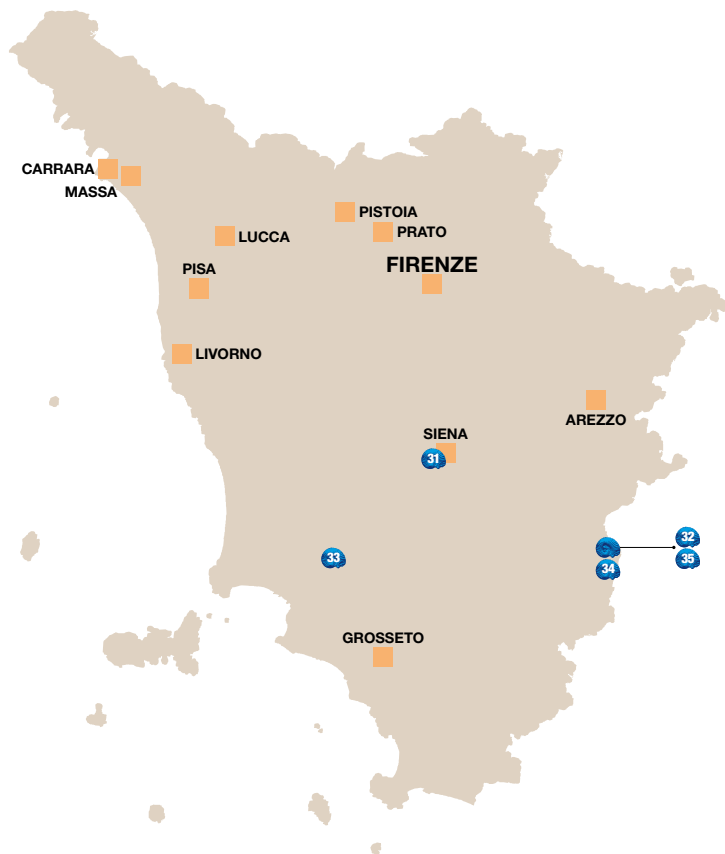 CARRARA
MASSA
PISTOIA
PRATO
LUCCA
FIRENZE
PISA
LIVORNO
AREZZO
SIENA
31
32
33
34
35
GROSSETO